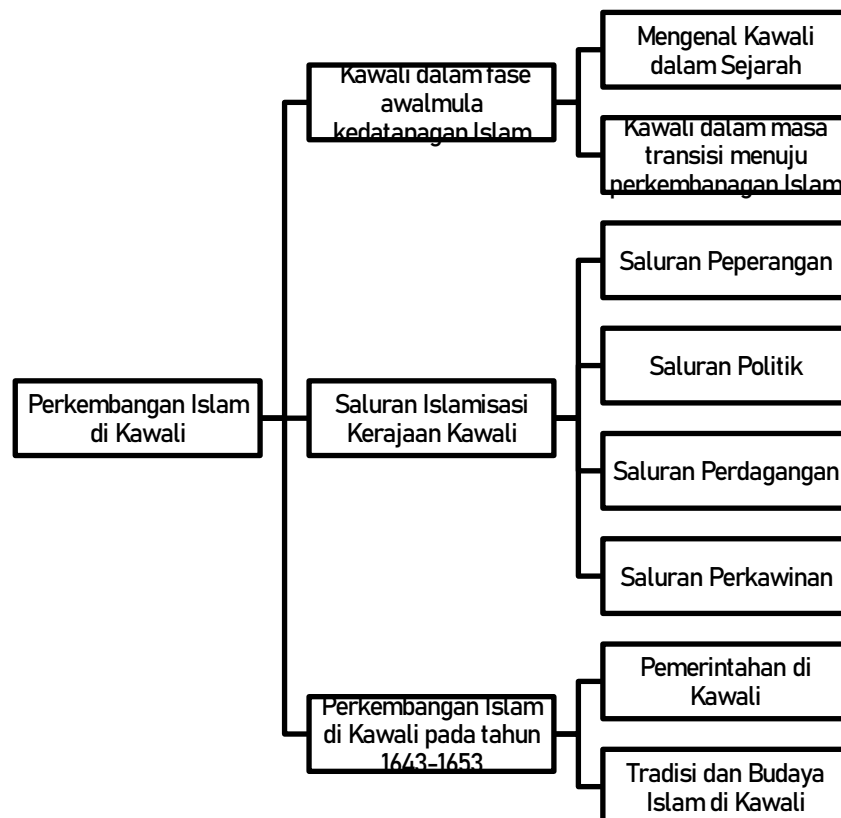 Perkembangan Islam
di Kawali
Kawali dalam fase
awalmula
kedatanagan Islam
Mengenal Kawali
dalam Sejarah
Kawali dalam masa
transisi menuju
perkembanagan Islam
Saluran Islamisasi
Kerajaan Kawali
Saluran Peperangan
Saluran Politik
Saluran Perdagangan
Saluran Perkawinan
Perkembangan Islam
di Kawali pada tahun
1643-1653
Pemerintahan di
Kawali
Tradisi dan Budaya
Islam di Kawali